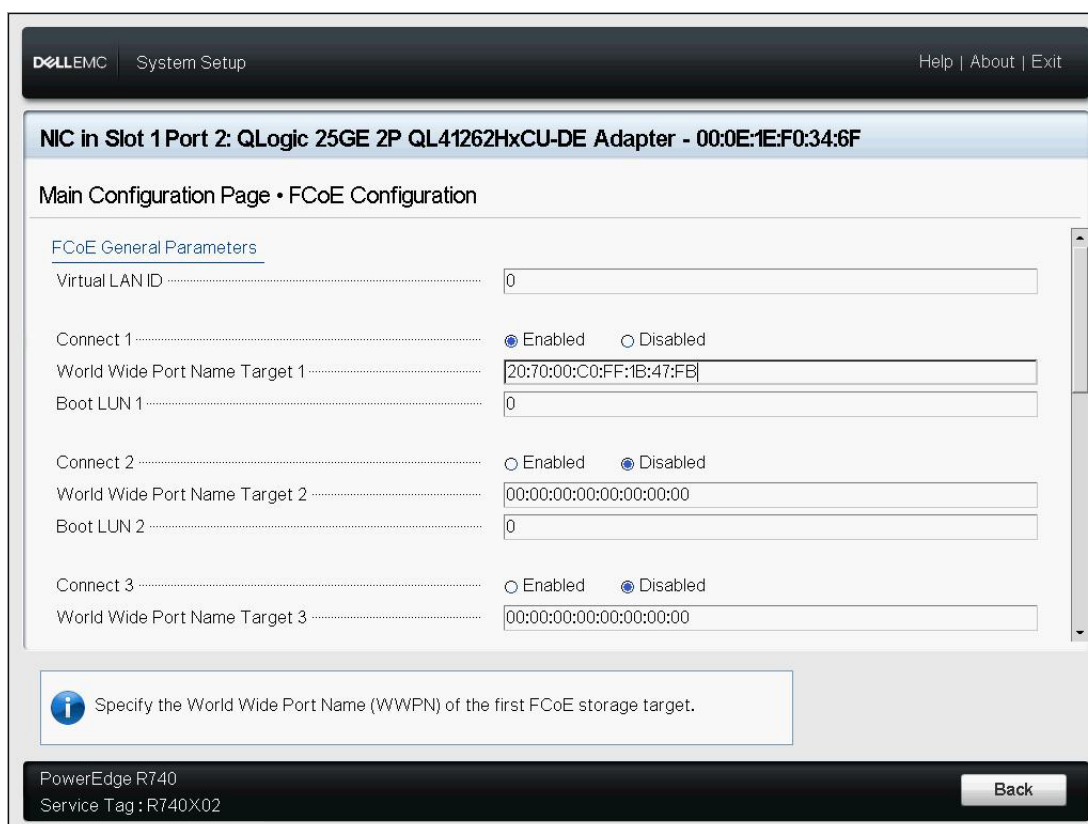 DELLEMC System Setup Help | About | Exit
NIC in Slot 1 Port 2: QLogic 25GE 2P QL41262HxCU-DE Adapter - 00:0E:1E:F0:34:6F
Main Configuration Page • FCoE Configuration
FCoE General Parameters
Virtual LAN ID 0
Connect 1 Enabled Disabled
World Wide Port Name Target 1 20:70:00:C0:FF:1B:47:FB
Boot LUN 1 0
Connect 2 Enabled Disabled
World Wide Port Name Target 2 00:00:00:00:00:00:00:00
Boot LUN 2 0
Connect 3 Enabled Disabled
World Wide Port Name Target 3 00:00:00:00:00:00:00:00
Specify the World Wide Port Name (WWPN) of the first FCoE storage target.
PowerEdge R740
Service Tag : R740X02
Back